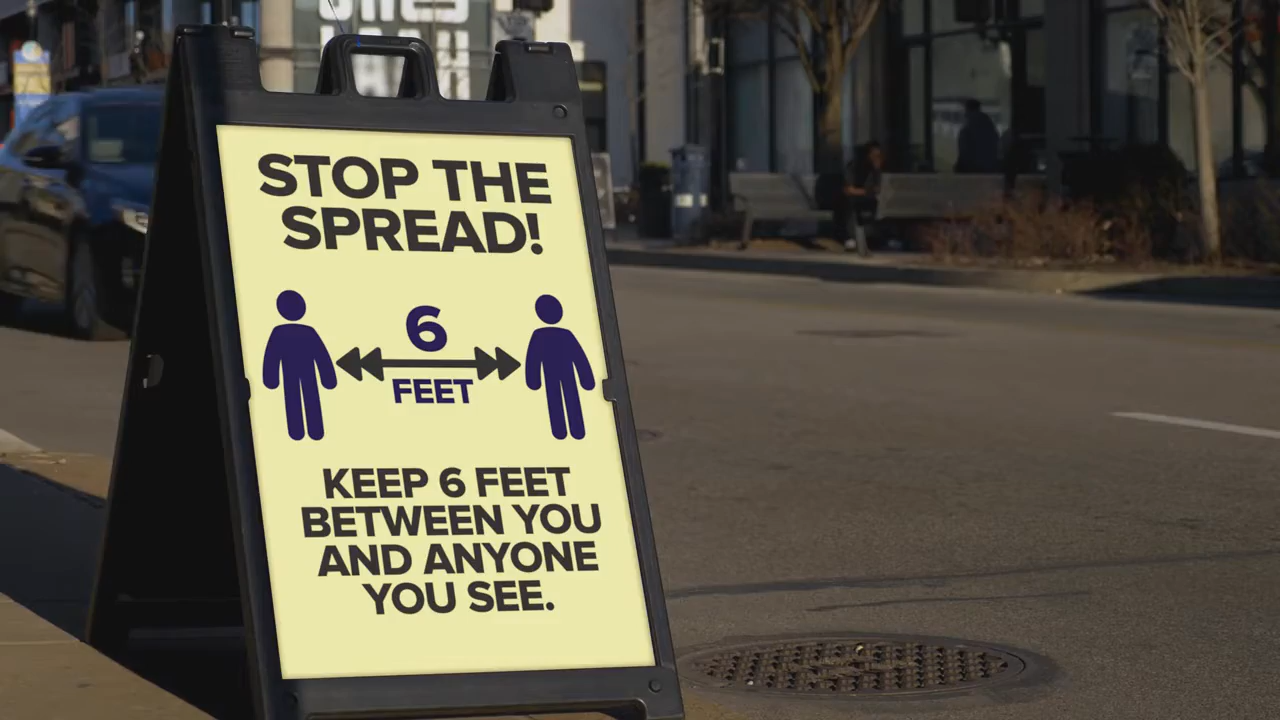 STOP THE
SPREAD!
6
FEET
KEEP 6 FEET
BETWEEN YOU
AND ANYONE
YOU SEE.